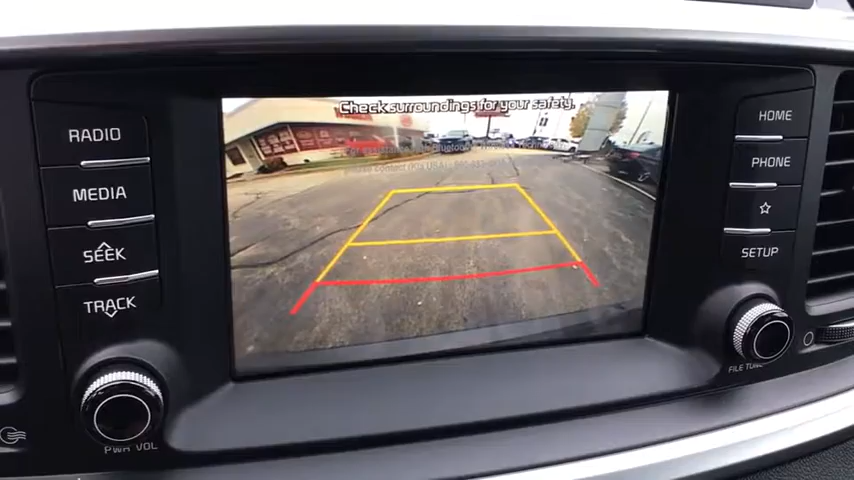 Check surroundings for your safety.
RADIO
MEDIA
SEEK
TRACK
PWR VOL
HOME
PHONE
SETUP
FILE TUNE